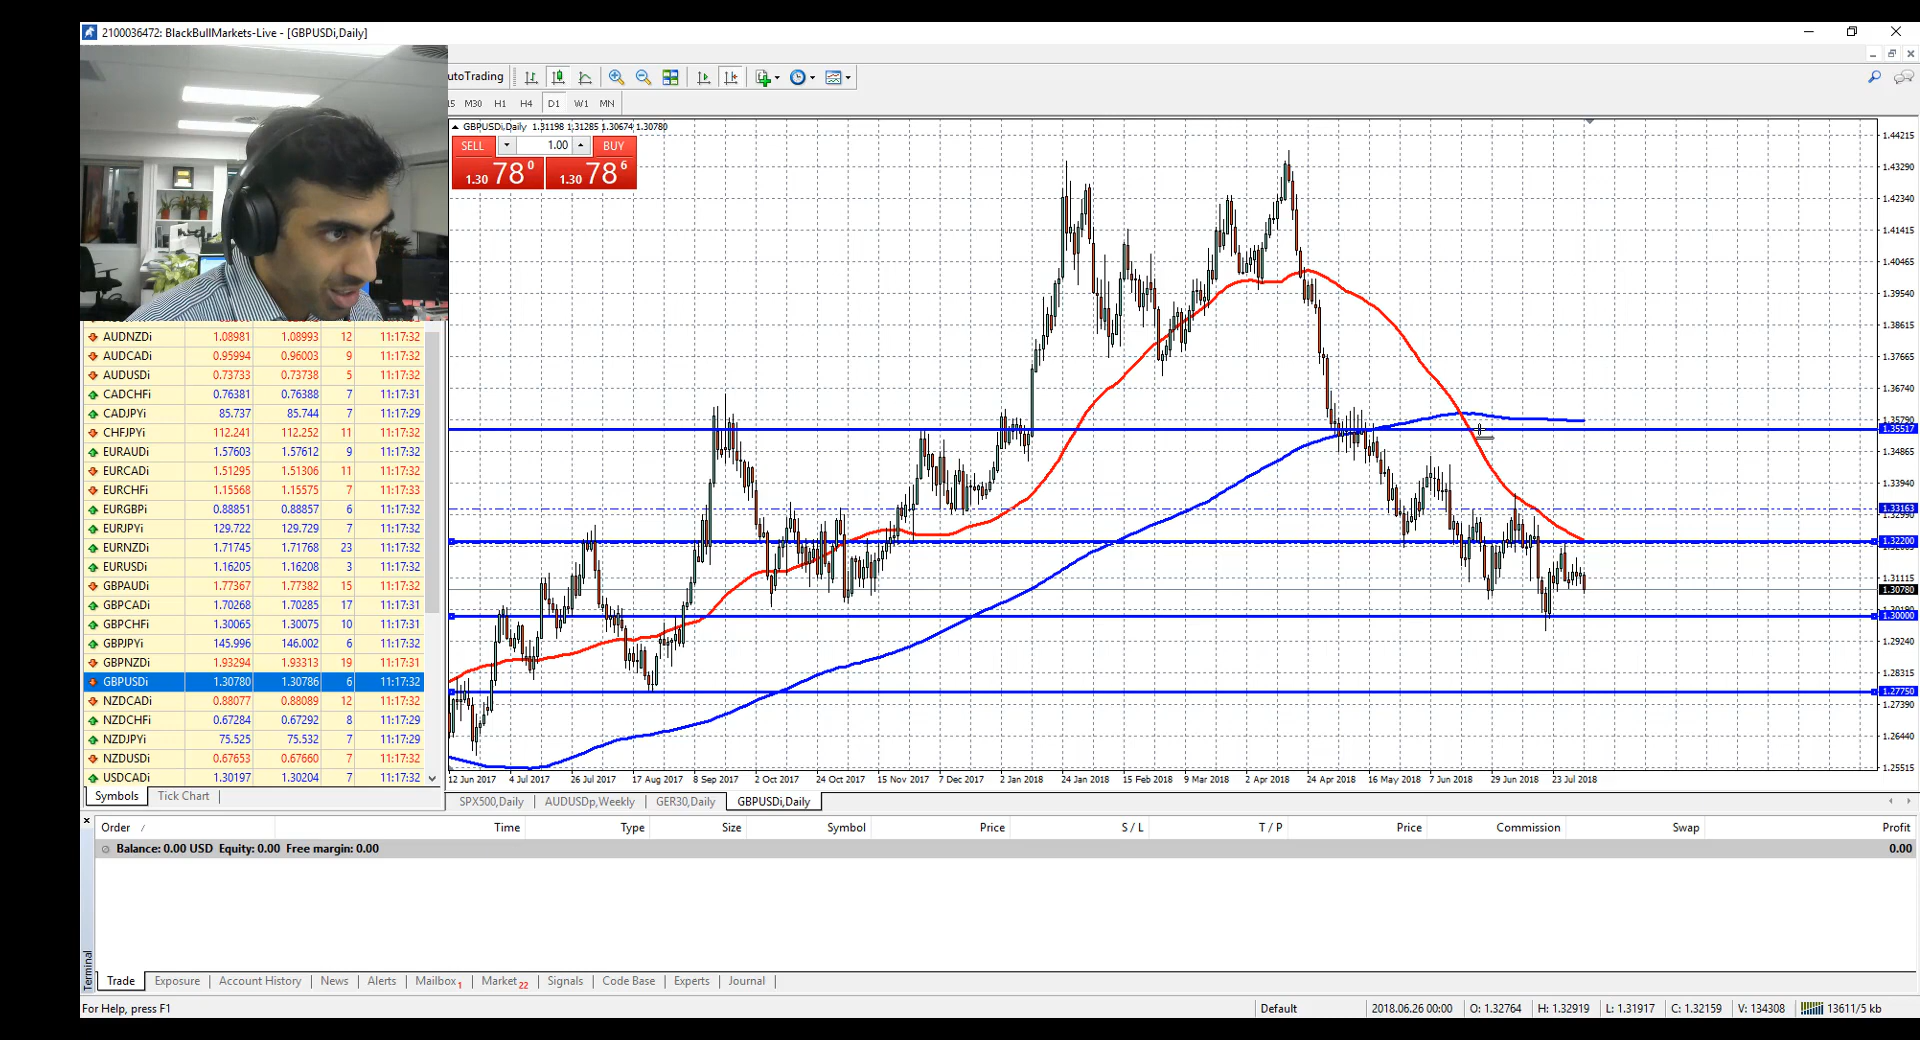 2100036472: BlackBullMarkets-Live - [GBPUSDi,Daily]
utoTrading
15 M30 H1 H4 D1 W1 MN
GBPUSDi,Daily 1.31198 1.31285 1.30674 1.30780
SELL 1.00 BUY
1.30 78 0 1.30 78 6
1.44215
1.43290
1.42340
1.41415
1.40465
1.39540
1.38615
1.37665
1.36740
1.35790
1.35517
1.34865
1.33940
1.33163
1.32990
1.32200
1.31115
1.30780
1.30190
1.30000
1.29240
1.28315
1.27750
1.27390
1.26440
1.25515
AUDNZDi 1.08981 1.08993 12 11:17:32
AUDCADi 0.95994 0.96003 9 11:17:32
AUDUSDi 0.73733 0.73738 5 11:17:32
CADCHFi 0.76381 0.76388 7 11:17:31
CADJPYi 85.737 85.744 7 11:17:29
CHFJPYi 112.241 112.252 11 11:17:32
EURAUDi 1.57603 1.57612 9 11:17:32
EURCADi 1.51295 1.51306 11 11:17:32
EURCHFi 1.15568 1.15575 7 11:17:33
EURGBPi 0.88851 0.88857 6 11:17:32
EURJPYi 129.722 129.729 7 11:17:32
EURNZDi 1.71745 1.71768 23 11:17:32
EURUSDi 1.16205 1.16208 3 11:17:32
GBPAUDi 1.77367 1.77382 15 11:17:32
GBPCADi 1.70268 1.70285 17 11:17:31
GBPCHFi 1.30065 1.30075 10 11:17:31
GBPJPYi 145.996 146.002 6 11:17:32
GBPNZDi 1.93294 1.93313 19 11:17:31
GBPUSDi 1.30780 1.30786 6 11:17:32
NZDCADi 0.88077 0.88089 12 11:17:32
NZDCHFi 0.67284 0.67292 8 11:17:29
NZDJPYi 75.525 75.532 7 11:17:29
NZDUSDi 0.67653 0.67660 7 11:17:32
USDCADi 1.30197 1.30204 7 11:17:32
12 Jun 2017 4 Jul 2017 26 Jul 2017 17 Aug 2017 8 Sep 2017 2 Oct 2017 24 Oct 2017 15 Nov 2017 7 Dec 2017 2 Jan 2018 24 Jan 2018 15 Feb 2018 9 Mar 2018 2 Apr 2018 24 Apr 2018 16 May 2018 7 Jun 2018 29 Jun 2018 23 Jul 2018
Symbols Tick Chart
SPX500,Daily AUDUSDp,Weekly GER30,Daily GBPUSDi,Daily
Order / Time Type Size Symbol Price S / L T / P Price Commission Swap Profit
Balance: 0.00 USD Equity: 0.00 Free margin: 0.00 0.00
Terminal
Trade Exposure Account History News Alerts Mailbox 1 Market 22 Signals Code Base Experts Journal
For Help, press F1 Default 2018.06.26 00:00 O: 1.32764 H: 1.32919 L: 1.31917 C: 1.32159 V: 134308 13611/5 kb